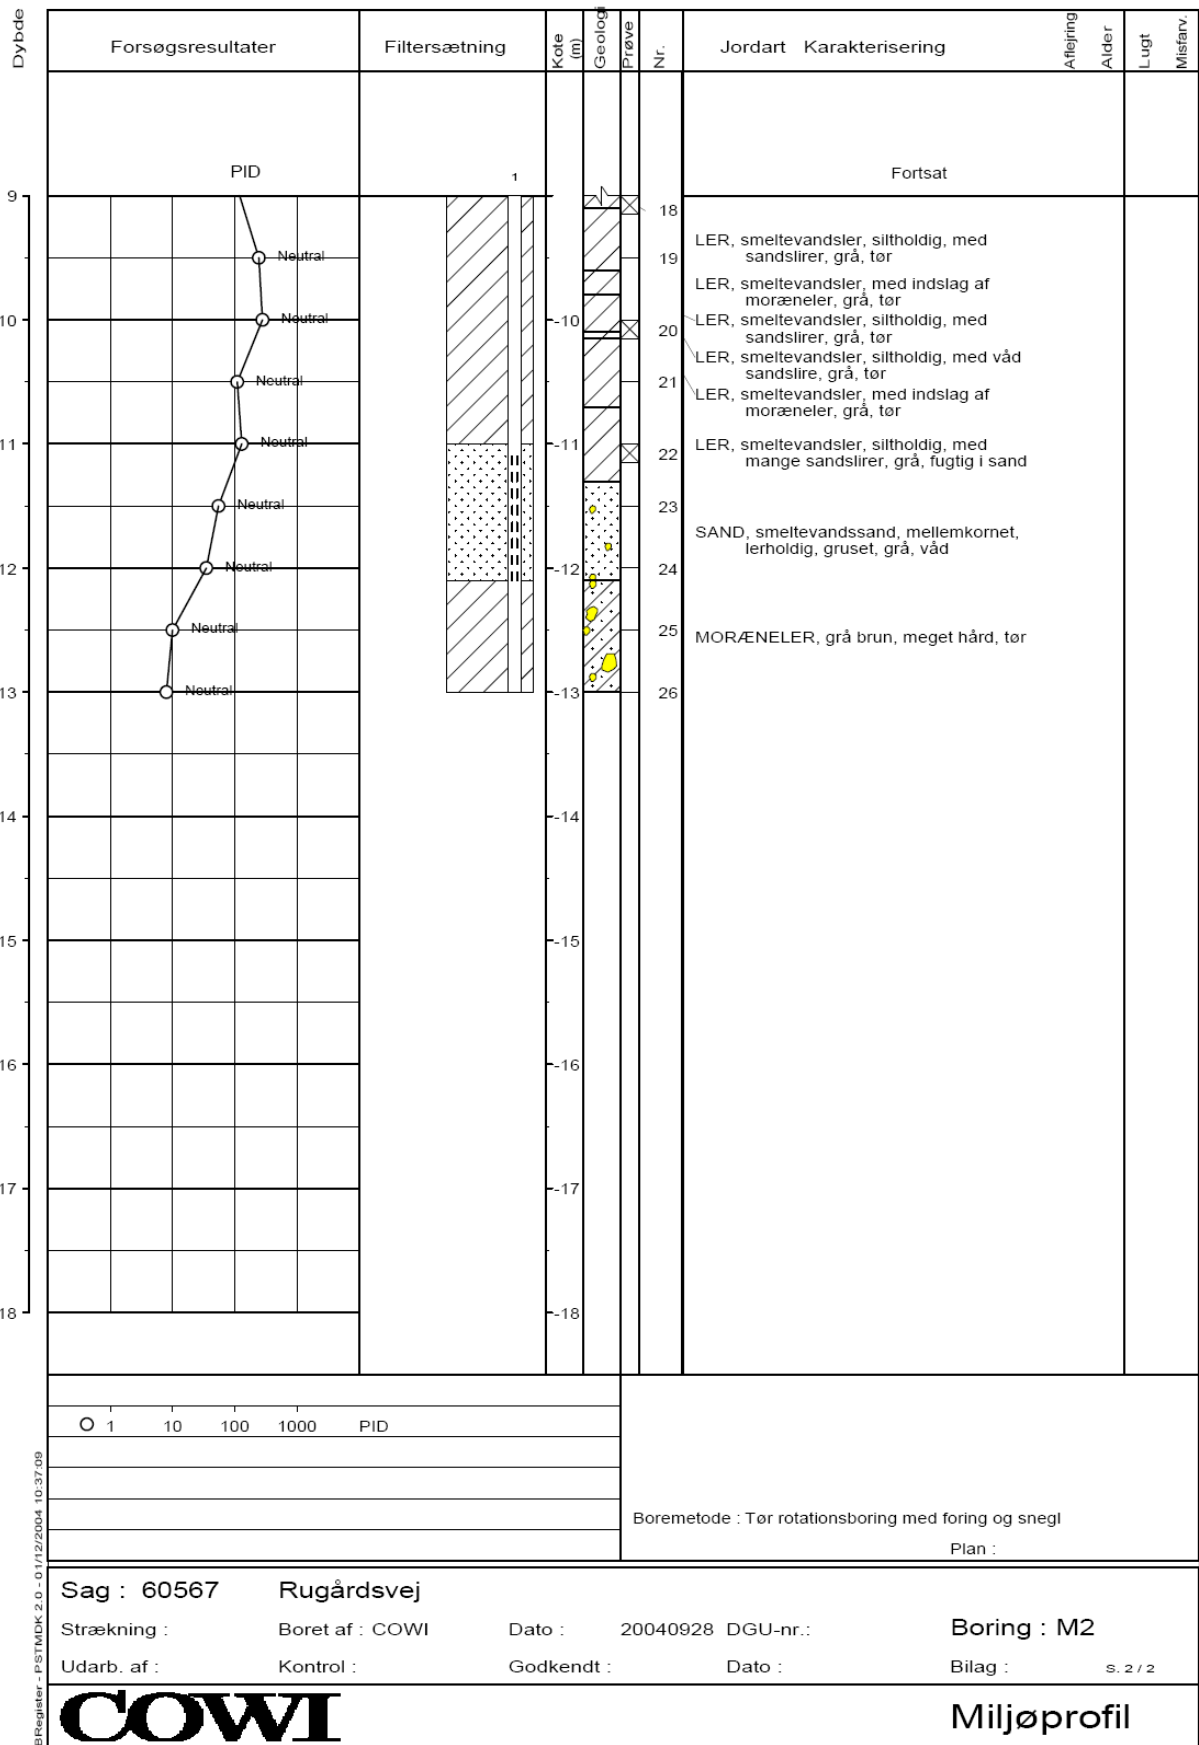 Dybde
Forsøgsresultater
Filtersætning
Kote
(m)
Geologi
Prøve
Nr.
Jordart Karakterisering
Aflejring
Alder
Lugt
Misfarv.
PID
1
Fortsat
9
18
LER, smeltevandsler, siltholdig, med
sandslirer, grå, tør
Neutral
19
LER, smeltevandsler, med indslag af
moræneler, grå, tør
10
Neutral
-10
20
LER, smeltevandsler, siltholdig, med
sandslirer, grå, tør
LER, smeltevandsler, siltholdig, med våd
sandslire, grå, tør
Neutral
21
LER, smeltevandsler, med indslag af
moræneler, grå, tør
11
Neutral
-11
22
LER, smeltevandsler, siltholdig, med
mange sandslirer, grå, fugtig i sand
Neutral
23
SAND, smeltevandssand, mellemkornet,
lerholdig, gruset, grå, våd
12
Neutral
-12
24
Neutral
25
MORÆNELER, grå brun, meget hård, tør
13
Neutral
-13
26
14
-14
15
-15
16
-16
17
-17
18
-18
1 10 100 1000 PID
Boremetode : Tør rotationsboring med foring og snegl
Plan :
BRegister - PSTMDK 2.0 - 01/12/2004 10:37:09
Sag : 60567 Rugårdsvej
Strækning : Boret af : COWI Dato : 20040928 DGU-nr.: Boring : M2
Udarb. af : Kontrol : Godkendt : Dato : Bilag : S. 2 / 2
COWI
Miljøprofil